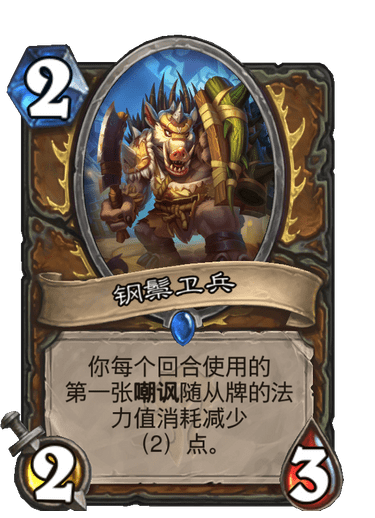 2
钢鬃卫兵
你每个回合使用的
第一张嘲讽随从牌的法
力值消耗减少
（2）点。
2
3